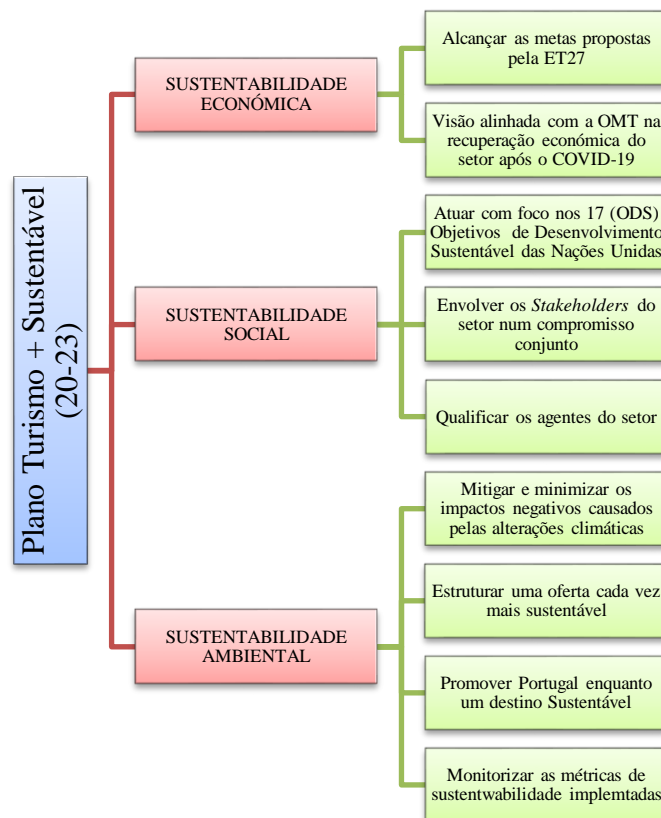 Plano Turismo + Sustentável
(20-23)
SUSTENTABILIDADE
ECONÓMICA
Alcançar as metas propostas
pela ET27
Visão alinhada com a OMT na
recuperação económica do
setor após o COVID-19
SUSTENTABILIDADE
SOCIAL
Atuar com foco nos 17 (ODS)
Objetivos de Desenvolvimento
Sustentável das Nações Unidas
Envolver os Stakeholders do
setor num compromisso
conjunto
Qualificar os agentes do setor
SUSTENTABILIDADE
AMBIENTAL
Mitigar e minimizar os
impactos negativos causados
pelas alterações climáticas
Estruturar uma oferta cada vez
mais sustentável
Promover Portugal enquanto
um destino Sustentável
Monitorizar as métricas de
sustentwabilidade implemtadas